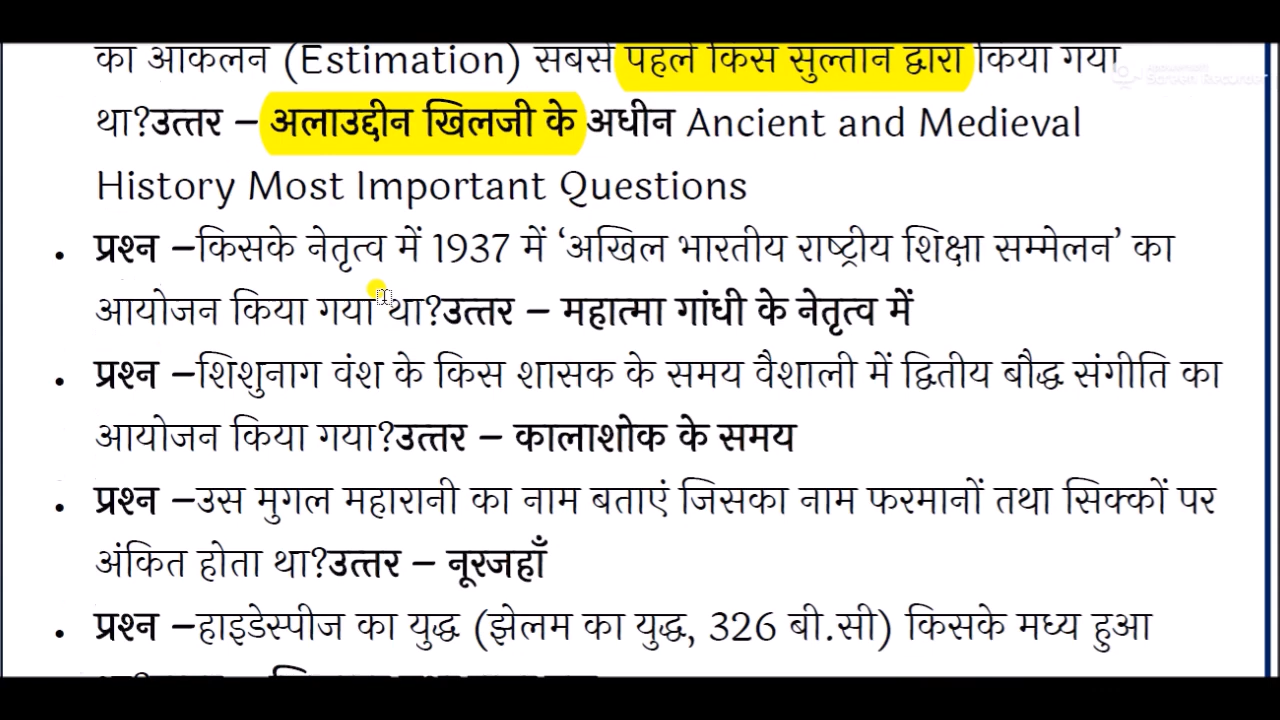 का आकलन (Estimation) सबसे पहले किस सुल्तान द्वारा किया गया
था?उत्तर – अलाउद्दीन खिलजी के अधीन Ancient and Medieval
History Most Important Questions
• प्रश्न –किसके नेतृत्व में 1937 में ‘अखिल भारतीय राष्ट्रीय शिक्षा सम्मेलन’ का
आयोजन किया गया था?उत्तर – महात्मा गांधी के नेतृत्व में
• प्रश्न –शिशुनाग वंश के किस शासक के समय वैशाली में द्वितीय बौद्ध संगीति का
आयोजन किया गया?उत्तर – कालाशोक के समय
• प्रश्न –उस मुगल महारानी का नाम बताएं जिसका नाम फरमानों तथा सिक्कों पर
अंकित होता था?उत्तर – नूरजहाँ
• प्रश्न –हाइडेस्पीज का युद्ध (झेलम का युद्ध, 326 बी.सी) किसके मध्य हुआ